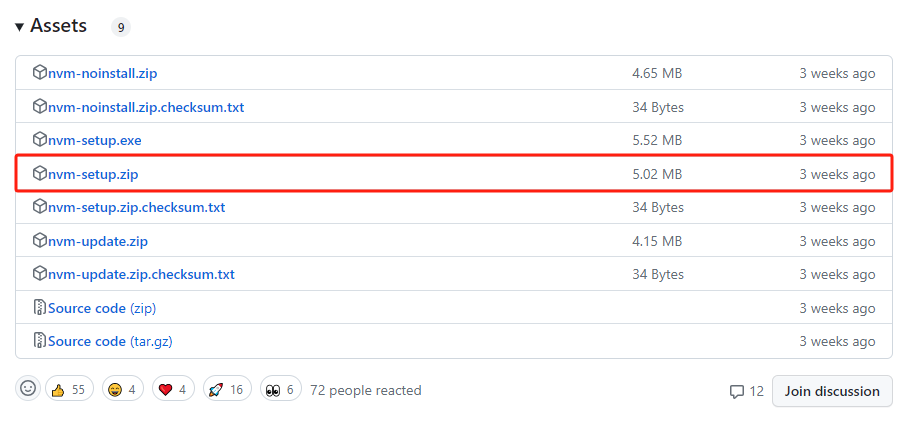 Assets 9
nvm-noinstall.zip 4.65 MB 3 weeks ago
nvm-noinstall.zip.checksum.txt 34 Bytes 3 weeks ago
nvm-setup.exe 5.52 MB 3 weeks ago
nvm-setup.zip 5.02 MB 3 weeks ago
nvm-setup.zip.checksum.txt 34 Bytes 3 weeks ago
nvm-update.zip 4.15 MB 3 weeks ago
nvm-update.zip.checksum.txt 34 Bytes 3 weeks ago
Source code (zip) 3 weeks ago
Source code (tar.gz) 3 weeks ago
55 4 4 16 6 72 people reacted 12 Join discussion